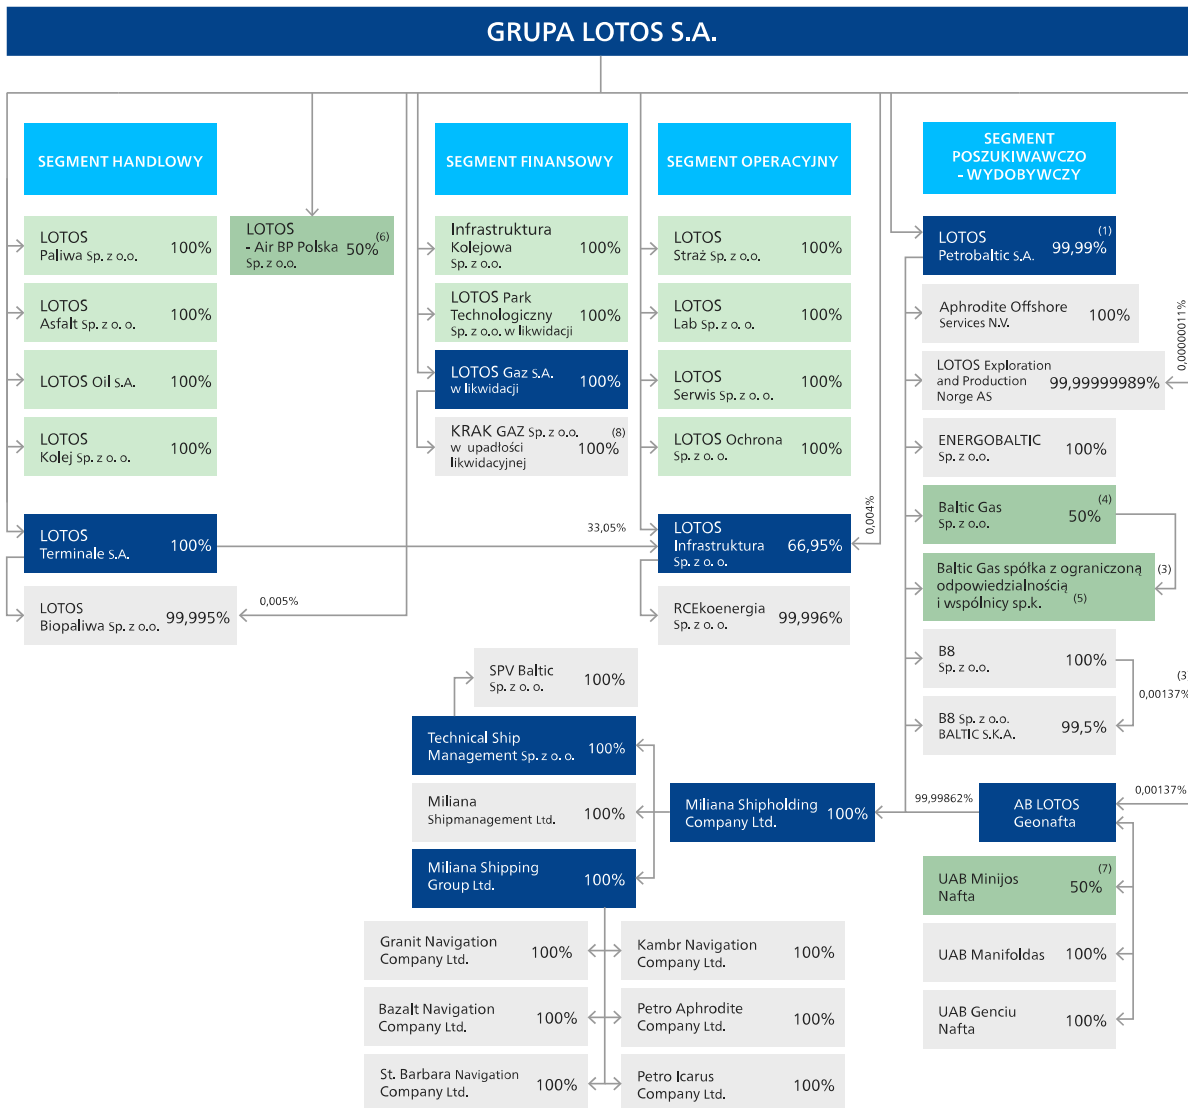 GRUPA LOTOS S.A.
SEGMENT HANDLOWY
LOTOS
Paliwa Sp. z o.o.
100%
LOTOS
Asfalt Sp. z o. o.
100%
LOTOS Oil S.A.
100%
LOTOS
Kolej Sp. z o. o.
100%
LOTOS
Terminale S.A.
100%
LOTOS
Biopaliwa Sp. z o.o.
99,995%
0,005%
LOTOS
- Air BP Polska
Sp. z o.o.
50%
(6)
SEGMENT FINANSOWY
Infrastruktura
Kolejowa
Sp. z o.o.
100%
LOTOS Park
Technologiczny
Sp. z o.o. w likwidacji
100%
LOTOS Gaz S.A.
w likwidacji
100%
KRAK GAZ Sp. z o.o.
w upadłości
likwidacyjnej
100%
(8)
33,05%
SEGMENT OPERACYJNY
LOTOS
Straż Sp. z o.o.
100%
LOTOS
Lab Sp. z o. o.
100%
LOTOS
Serwis Sp. z o. o.
100%
LOTOS Ochrona
Sp. z o. o.
100%
LOTOS
Infrastruktura
Sp. z o. o.
66,95%
0,004%
RCEkoenergia
Sp. z o. o.
99,996%
SEGMENT
POSZUKIWAWCZO
- WYDOBYWCZY
LOTOS
Petrobaltic S.A.
99,99%
(1)
Aphrodite Offshore
Services N.V.
100%
LOTOS Exploration
and Production
Norge AS
99,99999989%
0,00000011%
ENERGOBALTIC
Sp. z o.o.
100%
Baltic Gas
Sp. z o.o.
50%
(4)
Baltic Gas spółka z ograniczoną
odpowiedzialnością
i wspólnicy sp.k.
(5)
(3)
B8
Sp. z o.o.
100%
(3
0,00137%
B8 Sp. z o.o.
BALTIC S.K.A.
99,5%
AB LOTOS
Geonafta
0,00137%
99,99862%
UAB Minijos
Nafta
50%
(7)
UAB Manifoldas
100%
UAB Genciu
Nafta
100%
SPV Baltic
Sp. z o. o.
100%
Technical Ship
Management Sp. z o. o.
100%
Miliana
Shipmanagement Ltd.
100%
Miliana Shipholding
Company Ltd.
100%
Miliana Shipping
Group Ltd.
100%
Granit Navigation
Company Ltd.
100%
Kambr Navigation
Company Ltd.
100%
Bazalt Navigation
Company Ltd.
100%
Petro Aphrodite
Company Ltd.
100%
St. Barbara Navigation
Company Ltd.
100%
Petro Icarus
Company Ltd.
100%